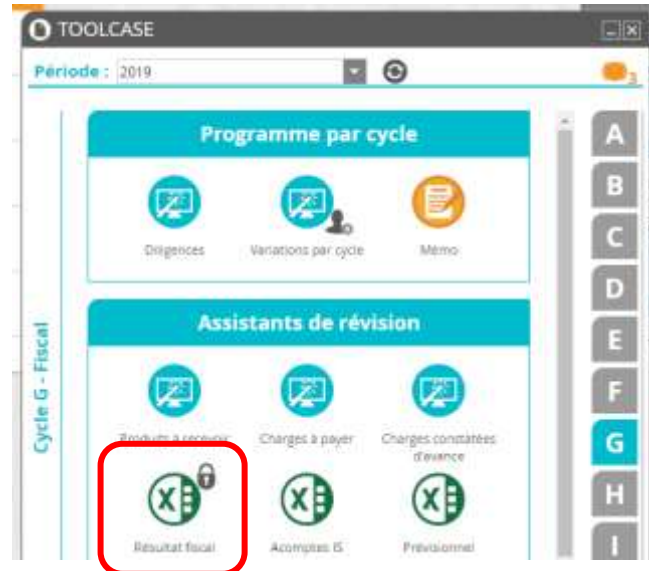 TOOLCASE
Période : 2019
3
Programme par cycle
Diligences Variations par cycle Mémo
Assistants de révision
Produits à recevoir Charges à payer Charges constatées
d'avance
Résultat fiscal Acomptes IS Prévisionnel
Cycle G - Fiscal
A
B
C
D
E
F
G
H
I